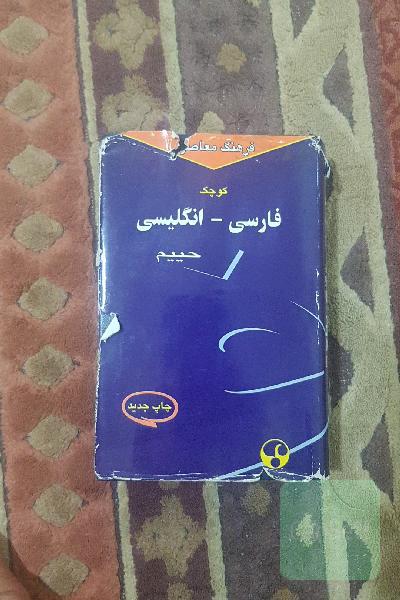 فرهنگ معاصر
کوچک
فارسی - انگلیسی
حییم
چاپ جدید